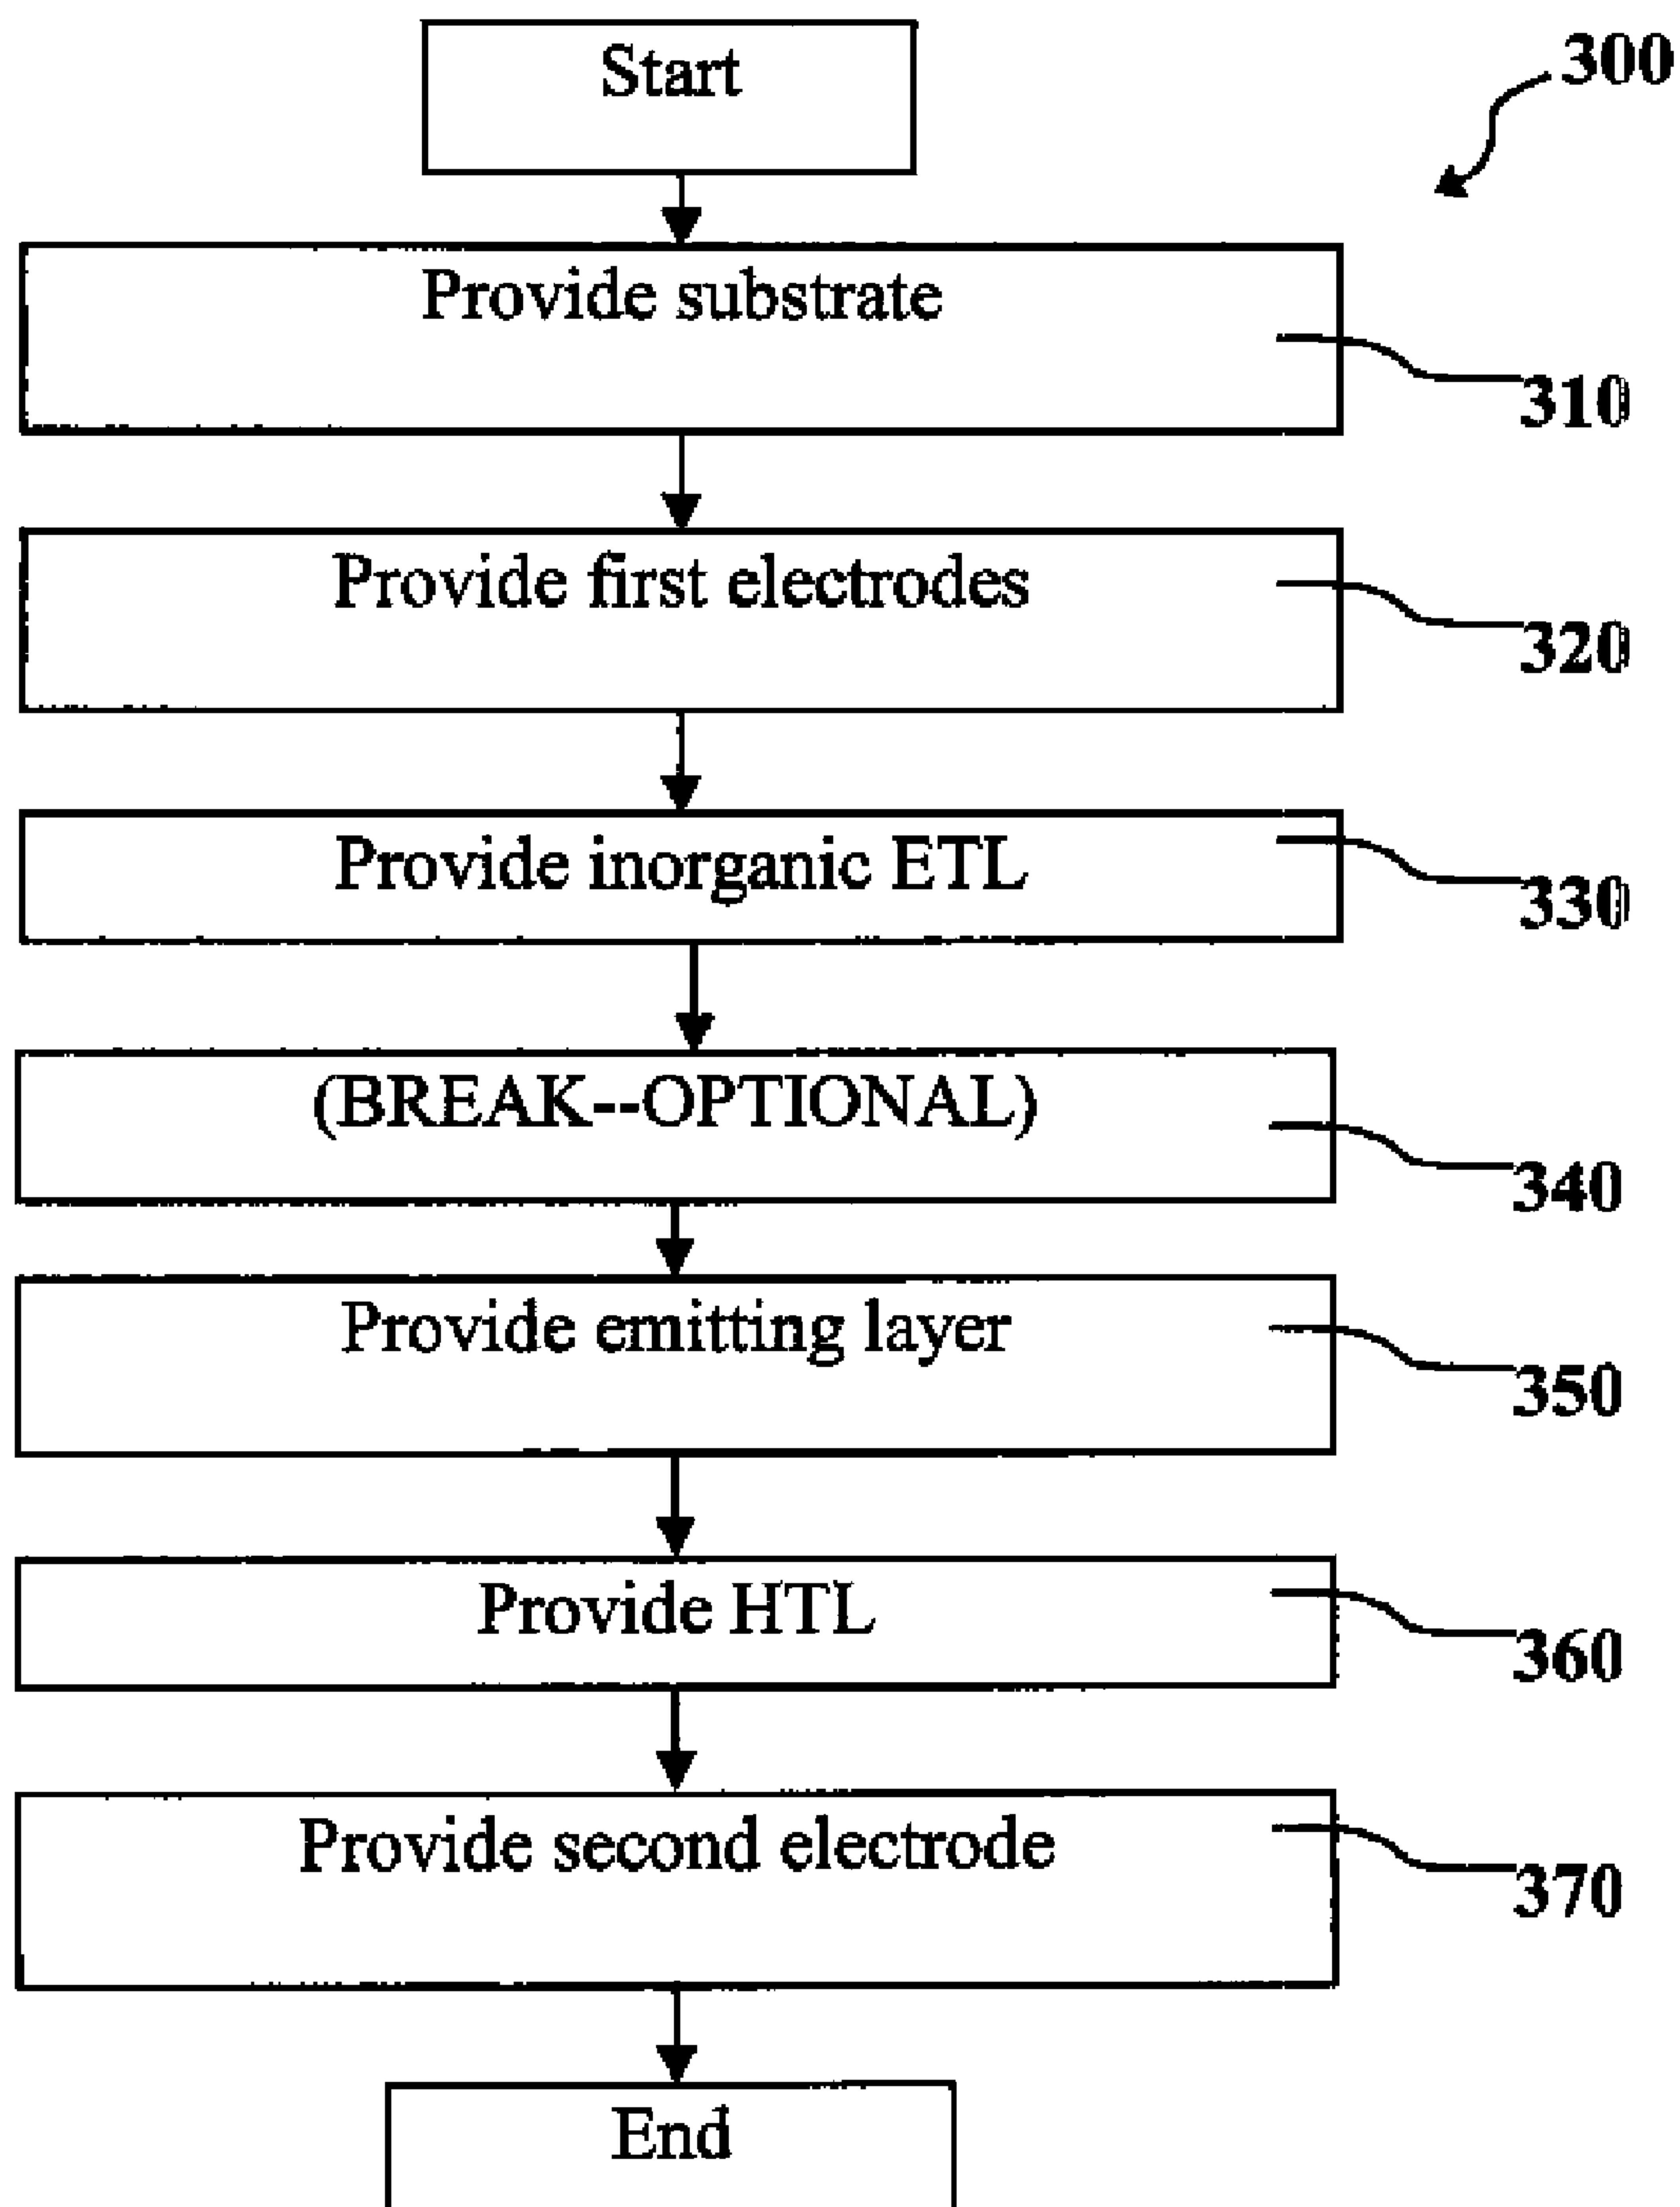 Start
300
Provide substrate
310
Provide first electrodes
320
Provide inorganic ETL
330
(BREAK--OPTIONAL)
340
Provide emitting layer
350
Provide HTL
360
Provide second electrode
370
End